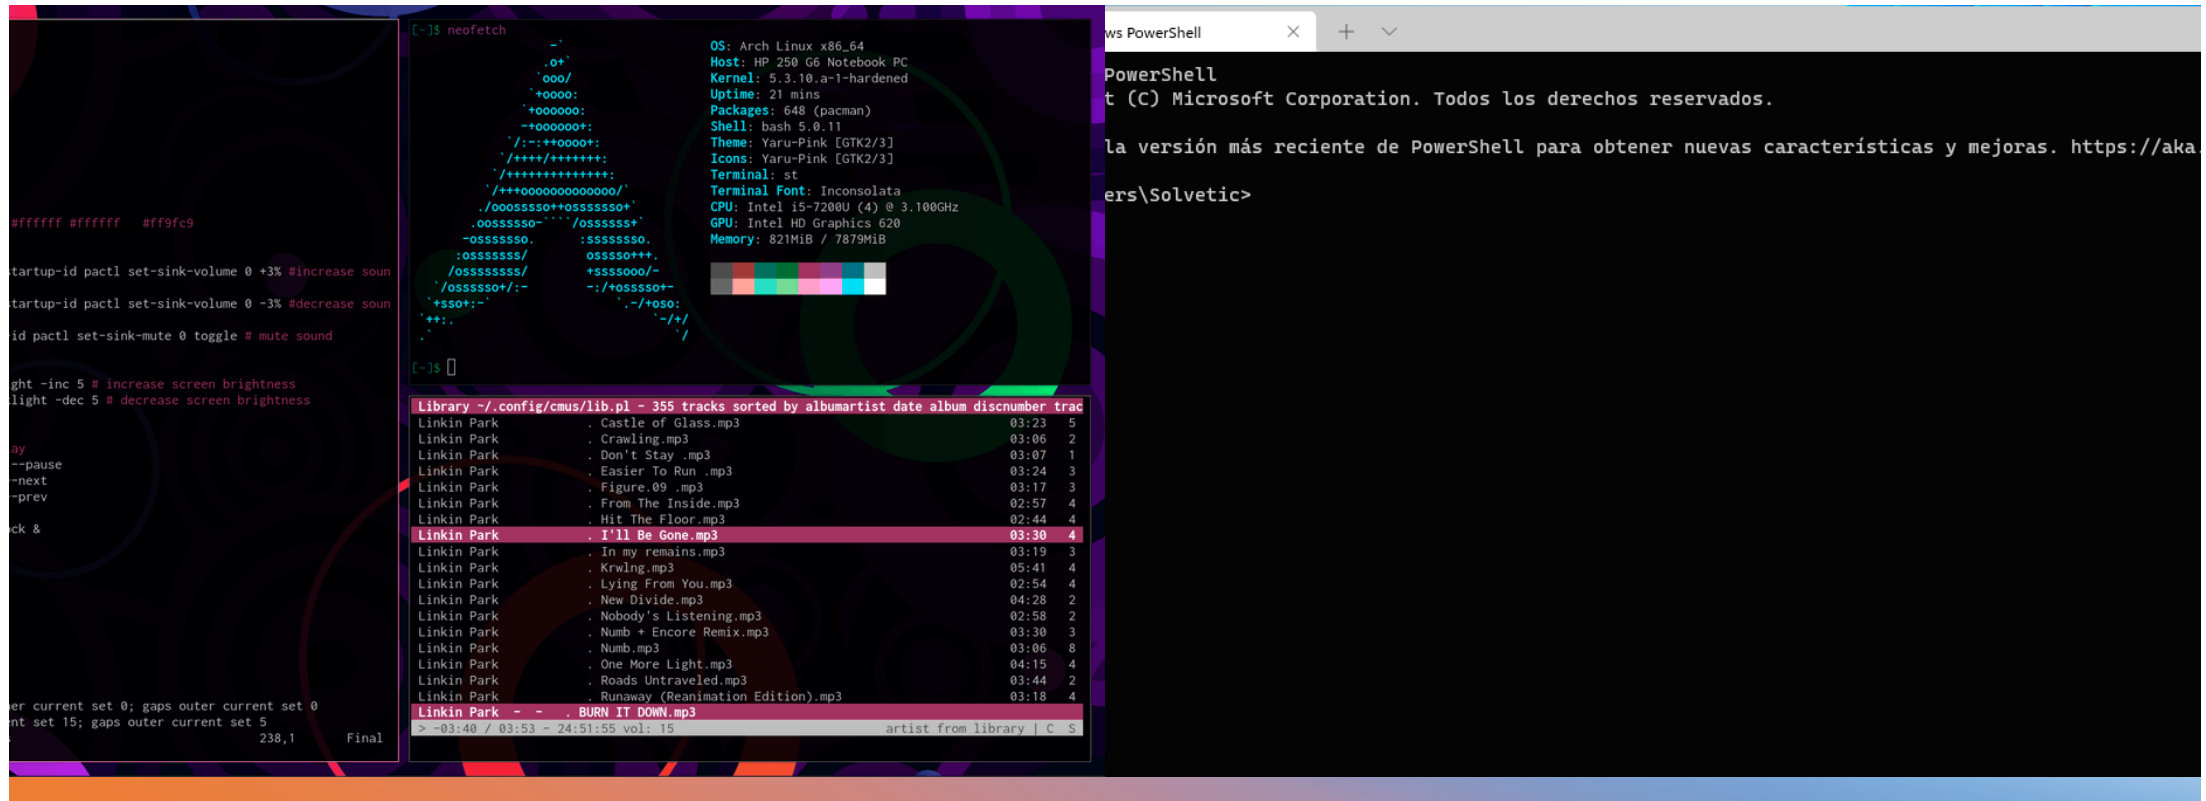 #ffffff #ffffff #ff9fc9
startup-id pactl set-sink-volume 0 +3% #increase soun
startup-id pactl set-sink-volume 0 -3% #decrease soun
id pactl set-sink-mute 0 toggle # mute sound
ght -inc 5 # increase screen brightness
light -dec 5 # decrease screen brightness
ay
--pause
-next
-prev
ock &
er current set 0; gaps outer current set 0
nt set 15; gaps outer current set 5
238,1 Final
[~]$ neofetch
OS: Arch Linux x86_64
Host: HP 250 G6 Notebook PC
Kernel: 5.3.10.a-1-hardened
Uptime: 21 mins
Packages: 648 (pacman)
Shell: bash 5.0.11
Theme: Yaru-Pink [GTK2/3]
Icons: Yaru-Pink [GTK2/3]
Terminal: st
Terminal Font: Inconsolata
CPU: Intel i5-7200U (4) @ 3.100GHz
GPU: Intel HD Graphics 620
Memory: 821MiB / 7879MiB
[~]$
Library ~/.config/cmus/lib.pl - 355 tracks sorted by albumartist date album discnumber trac
Linkin Park . Castle of Glass.mp3 03:23 5
Linkin Park . Crawling.mp3 03:06 2
Linkin Park . Don't Stay .mp3 03:07 1
Linkin Park . Easier To Run .mp3 03:24 3
Linkin Park . Figure.09 .mp3 03:17 3
Linkin Park . From The Inside.mp3 02:57 4
Linkin Park . Hit The Floor.mp3 02:44 4
Linkin Park . I'll Be Gone.mp3 03:30 4
Linkin Park . In my remains.mp3 03:19 3
Linkin Park . Krwlng.mp3 05:41 4
Linkin Park . Lying From You.mp3 02:54 4
Linkin Park . New Divide.mp3 04:28 2
Linkin Park . Nobody's Listening.mp3 02:58 2
Linkin Park . Numb + Encore Remix.mp3 03:30 3
Linkin Park . Numb.mp3 03:06 8
Linkin Park . One More Light.mp3 04:15 4
Linkin Park . Roads Untraveled.mp3 03:44 2
Linkin Park . Runaway (Reanimation Edition).mp3 03:18 4
Linkin Park - - . BURN IT DOWN.mp3
> -03:40 / 03:53 - 24:51:55 vol: 15 artist from library | C S
ws PowerShell
PowerShell
t (C) Microsoft Corporation. Todos los derechos reservados.
la versión más reciente de PowerShell para obtener nuevas características y mejoras. https://aka.
ers\Solvetic>